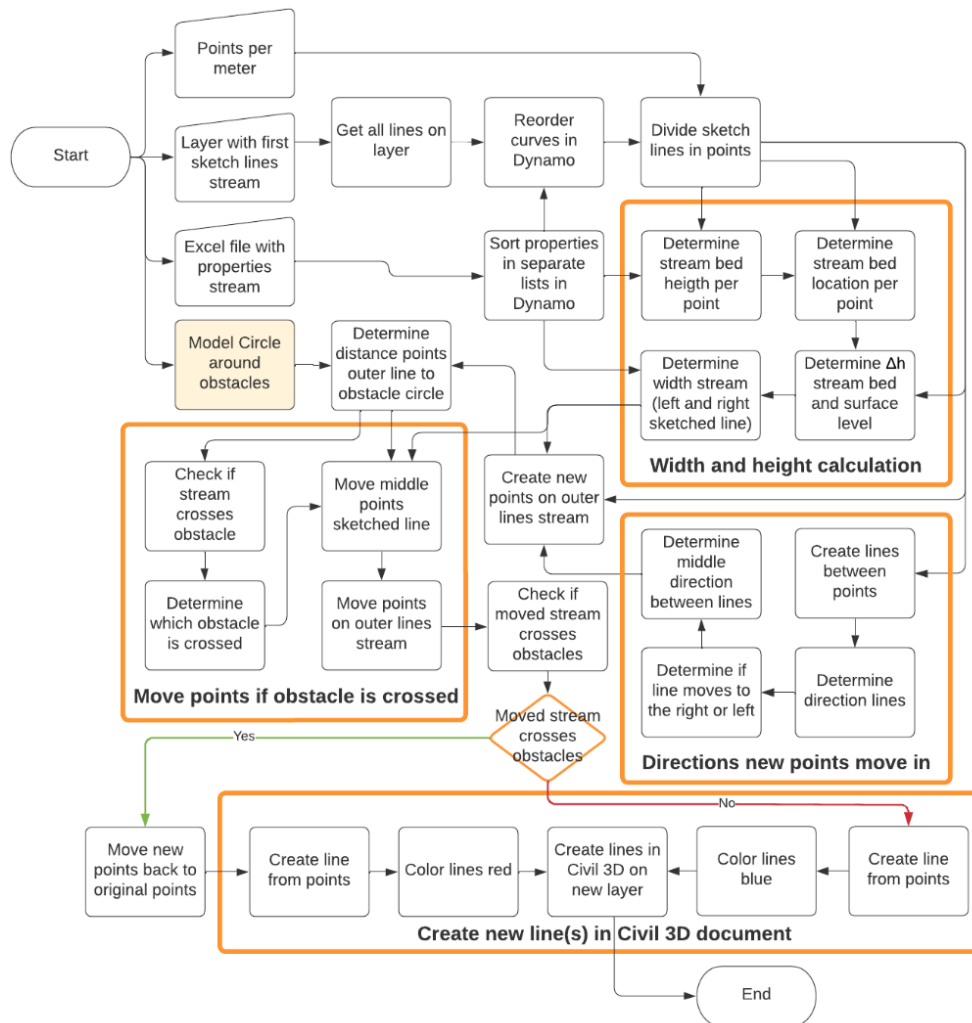 Points per
meter
Start
Layer with first
sketch lines
stream
Get all lines on
layer
Reorder
curves in
Dynamo
Divide sketch
lines in points
Excel file with
properties
stream
Sort properties
in separate
lists in
Dynamo
Determine
stream bed
heigth per
point
Determine
stream bed
location per
point
Model Circle
around
obstacles
Determine
distance points
outer line to
obstacle circle
Determine
width stream
(left and right
sketched line)
Determine Δh
stream bed
and surface
level
Width and height calculation
Check if
stream
crosses
obstacle
Move middle
points
sketched line
Create new
points on outer
lines stream
Determine
middle
direction
between lines
Create lines
between
points
Determine
which obstacle
is crossed
Move points
on outer lines
stream
Check if
moved stream
crosses
obstacles
Determine if
line moves to
the right or left
Determine
direction lines
Move points if obstacle is crossed
Directions new points move in
Moved stream
crosses
obstacles
Yes
No
Move new
points back to
original points
Create line
from points
Color lines red
Create lines in
Civil 3D on
new layer
Color lines
blue
Create line
from points
Create new line(s) in Civil 3D document
End